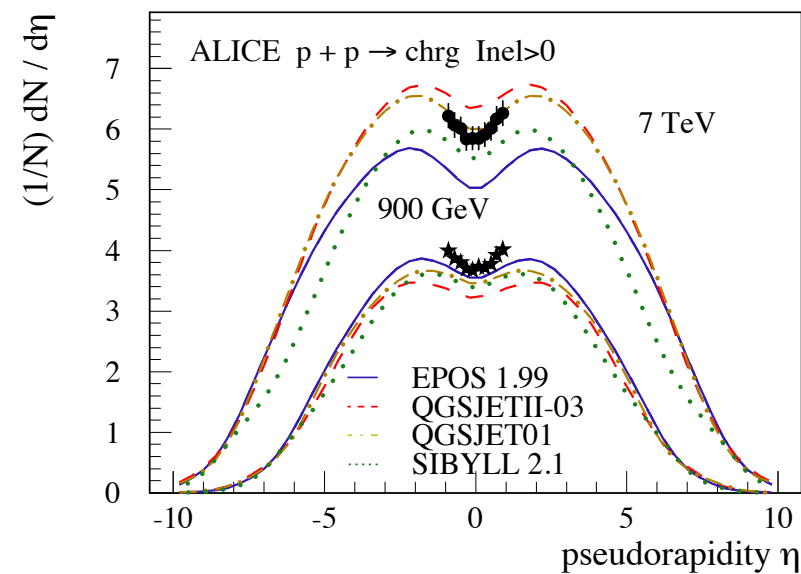 ALICE p + p → chrg Inel>0
7 TeV
900 GeV
EPOS 1.99
QGSJETII-03
QGSJET01
SIBYLL 2.1
(1/N) dN / dη
7
6
5
4
3
2
1
0
-10 -5 0 5 10
pseudorapidity η